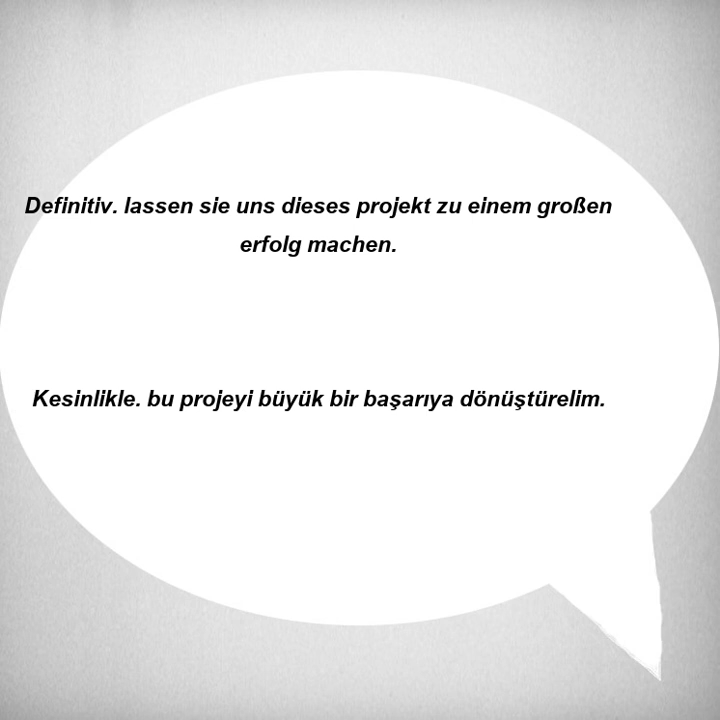 Definitiv. lassen sie uns dieses projekt zu einem großen
erfolg machen.
Kesinlikle. bu projeyi büyük bir başarıya dönüştürelim.